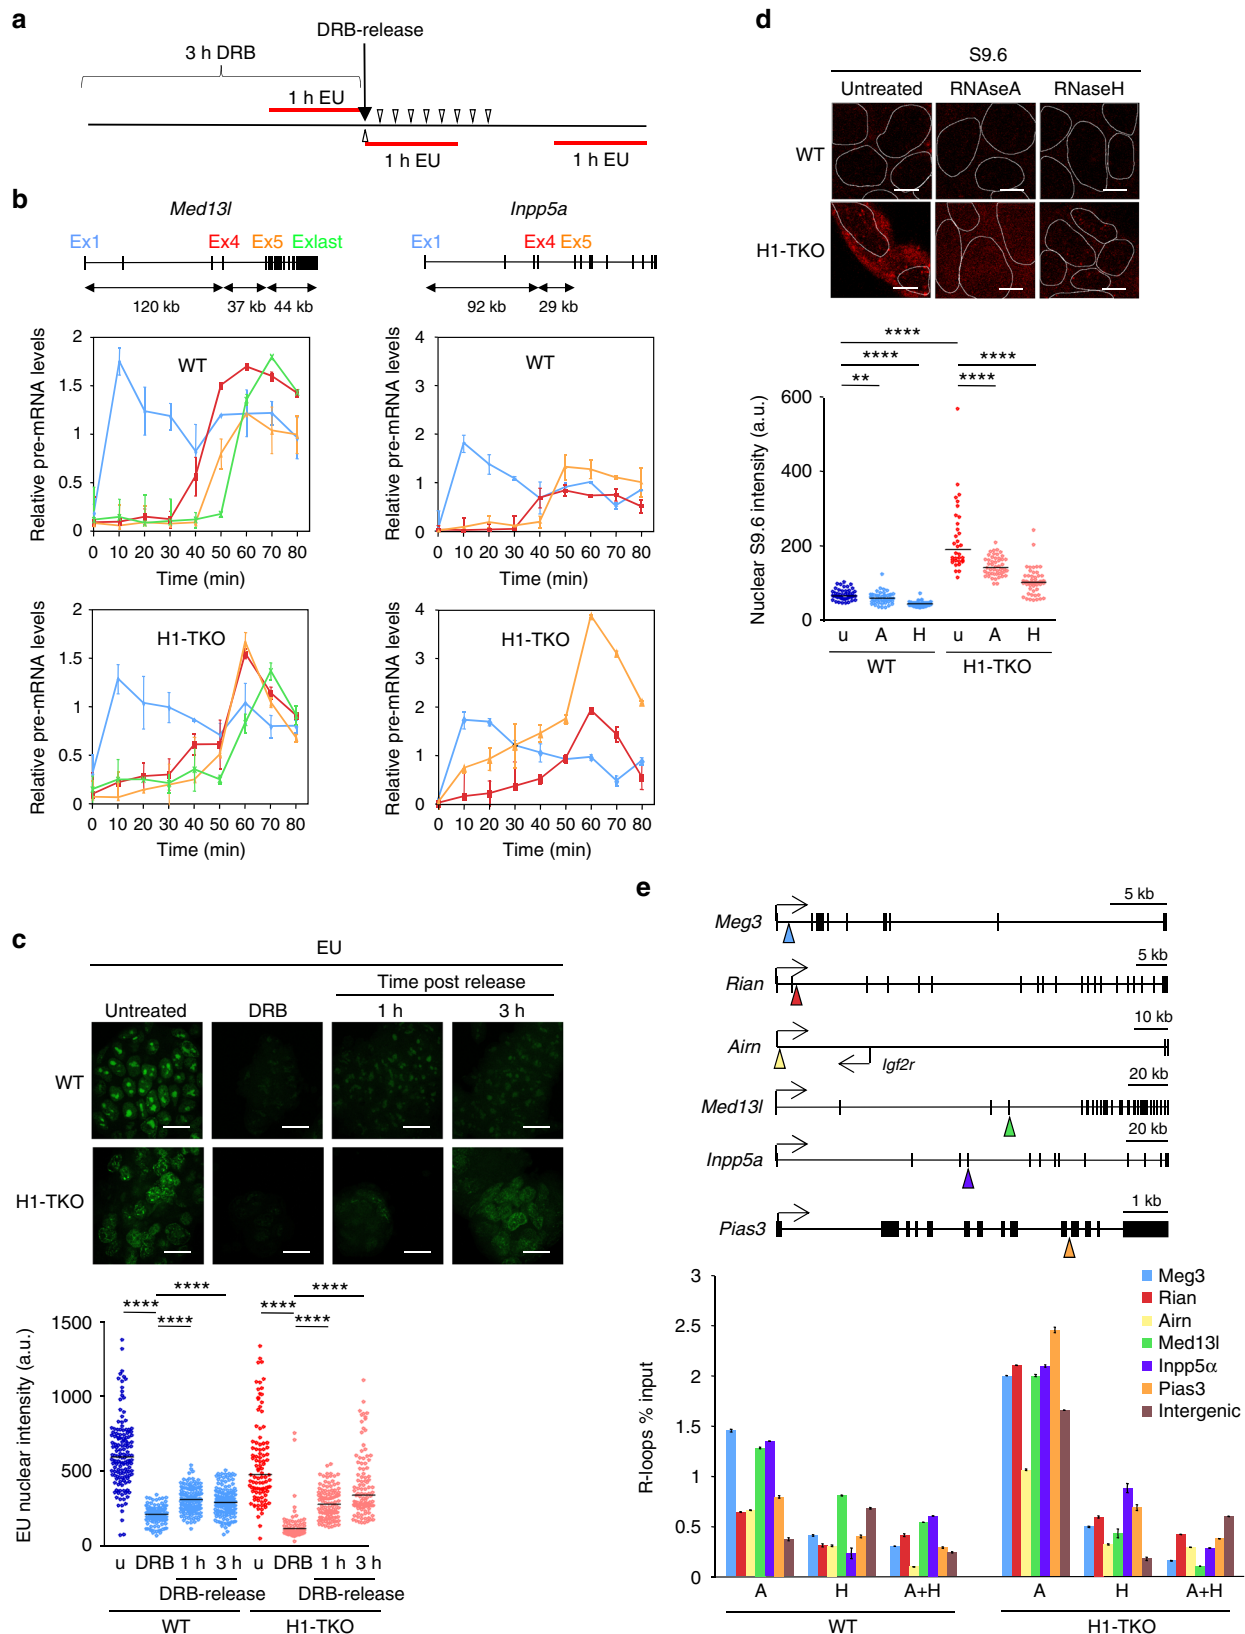 a
DRB-release
3 h DRB
1 h EU
1 h EU
1 h EU
b
Med13l
Ex1
Ex4
Ex5
Exlast
120 kb
37 kb
44 kb
Inpp5a
Ex1
Ex4
Ex5
92 kb
29 kb
Relative pre-mRNA levels
2
1.5
1
0.5
0
WT
0 10 20 30 40 50 60 70 80
Time (min)
Relative pre-mRNA levels
4
3
2
1
0
WT
0 10 20 30 40 50 60 70 80
Time (min)
Relative pre-mRNA levels
2
1.5
1
0.5
0
H1-TKO
0 10 20 30 40 50 60 70 80
Time (min)
Relative pre-mRNA levels
4
3
2
1
0
H1-TKO
0 10 20 30 40 50 60 70 80
Time (min)
c
EU
Time post release
Untreated
DRB
1 h
3 h
WT
H1-TKO
**** **** ****
**** **** ****
EU nuclear intensity (a.u.)
1500
1000
500
0
u DRB 1 h 3 h u DRB 1 h 3 h
DRB-release DRB-release
WT H1-TKO
d
S9.6
Untreated
RNAseA
RNaseH
WT
H1-TKO
****
**** ****
** ****
Nuclear S9.6 intensity (a.u.)
600
400
200
0
u A H u A H
WT H1-TKO
e
5 kb
Meg3
5 kb
Rian
10 kb
Airn
Igf2r
20 kb
Med13l
20 kb
Inpp5a
1 kb
Pias3
R-loops % input
3
2.5
2
1.5
1
0.5
0
Meg3
Rian
Airn
Med13l
Inpp5α
Pias3
Intergenic
A H A+H A H A+H
WT H1-TKO